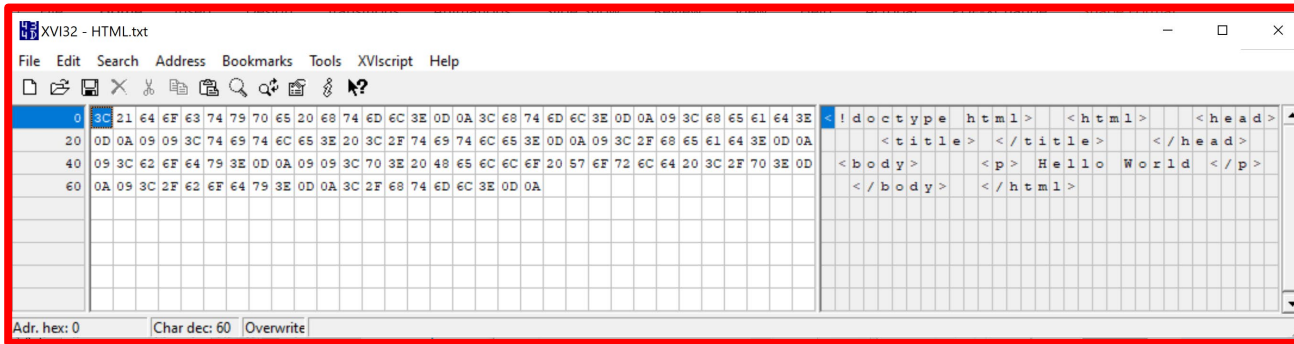 XVI32 - HTML.txt
File Edit Search Address Bookmarks Tools XVIscript Help
0 3C 21 64 6F 63 74 79 70 65 20 68 74 6D 6C 3E 0D 0A 3C 68 74 6D 6C 3E 0D 0A 09 3C 68 65 61 64 3E < ! d o c t y p e h t m l > < h t m l > < h e a d >
20 0D 0A 09 09 3C 74 69 74 6C 65 3E 20 3C 2F 74 69 74 6C 65 3E 0D 0A 09 3C 2F 68 65 61 64 3E 0D 0A < t i t l e > < / t i t l e > < / h e a d >
40 09 3C 62 6F 64 79 3E 0D 0A 09 09 3C 70 3E 20 48 65 6C 6C 6F 20 57 6F 72 6C 64 20 3C 2F 70 3E 0D < b o d y > < p > H e l l o W o r l d < / p >
60 0A 09 3C 2F 62 6F 64 79 3E 0D 0A 3C 2F 68 74 6D 6C 3E 0D 0A < / b o d y > < / h t m l >
Adr. hex: 0 Char dec: 60 Overwrite